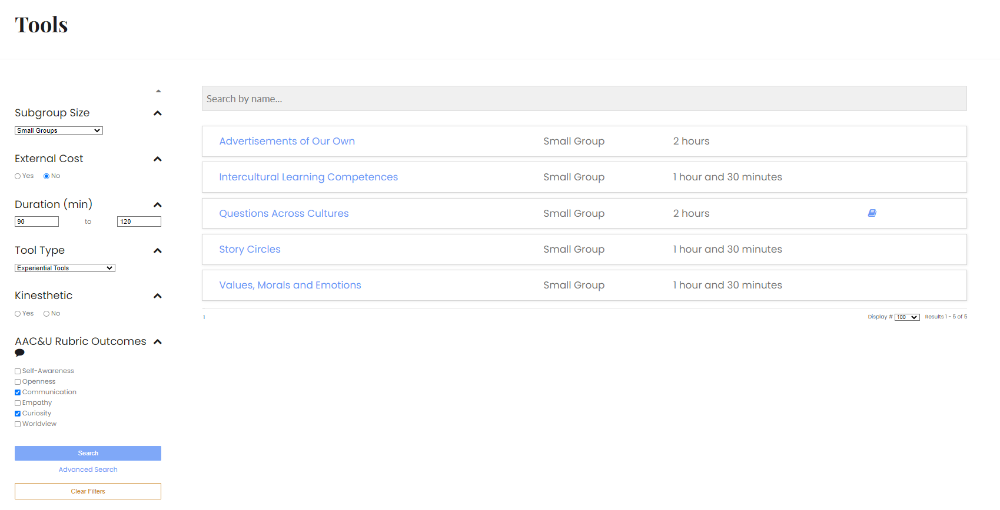 Tools
Subgroup Size
Small Groups
External Cost
Yes No
Duration (min)
90 to 120
Tool Type
Experiential Tools
Kinesthetic
Yes No
AAC&U Rubric Outcomes
Self-Awareness
Openness
Communication
Empathy
Curiosity
Worldview
Search
Advanced Search
Clear Filters
Search by name...
Advertisements of Our Own Small Group 2 hours
Intercultural Learning Competences Small Group 1 hour and 30 minutes
Questions Across Cultures Small Group 2 hours
Story Circles Small Group 1 hour and 30 minutes
Values, Morals and Emotions Small Group 1 hour and 30 minutes
1 Display # 100 Results 1 - 5 of 5